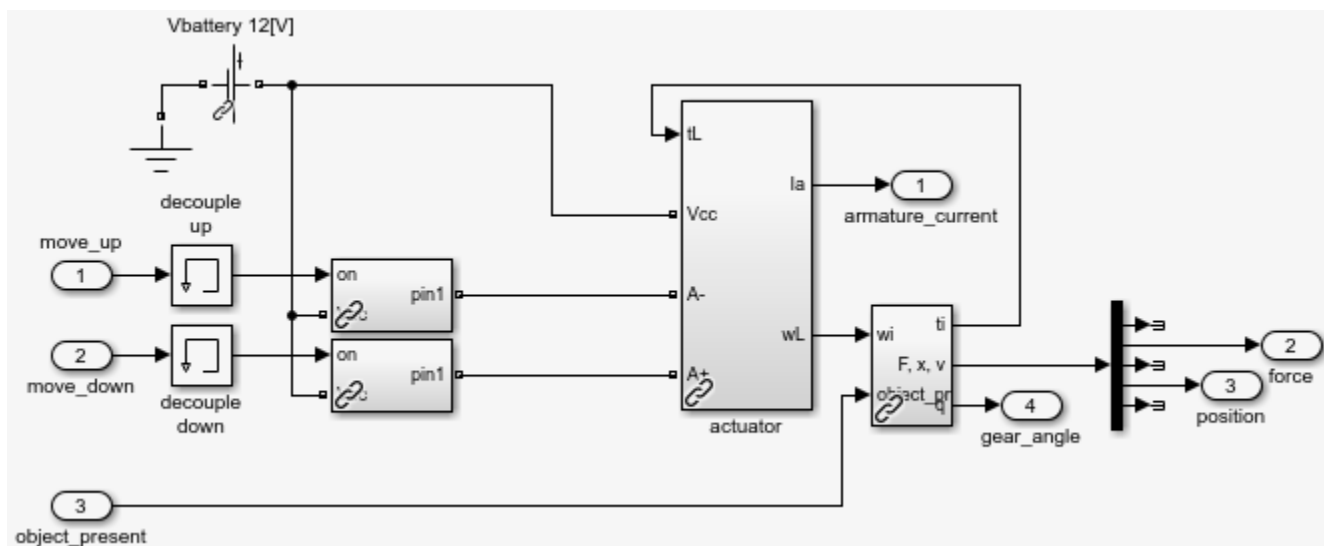 Vbattery 12[V]
decouple
up
move_up
1
on
pin1
2
move_down
decouple
down
on
pin1
3
object_present
tL
Vcc
A-
A+
Ia
wL
actuator
1
armature_current
wi
ti
F, x, v
q
4
gear_angle
2
force
3
position